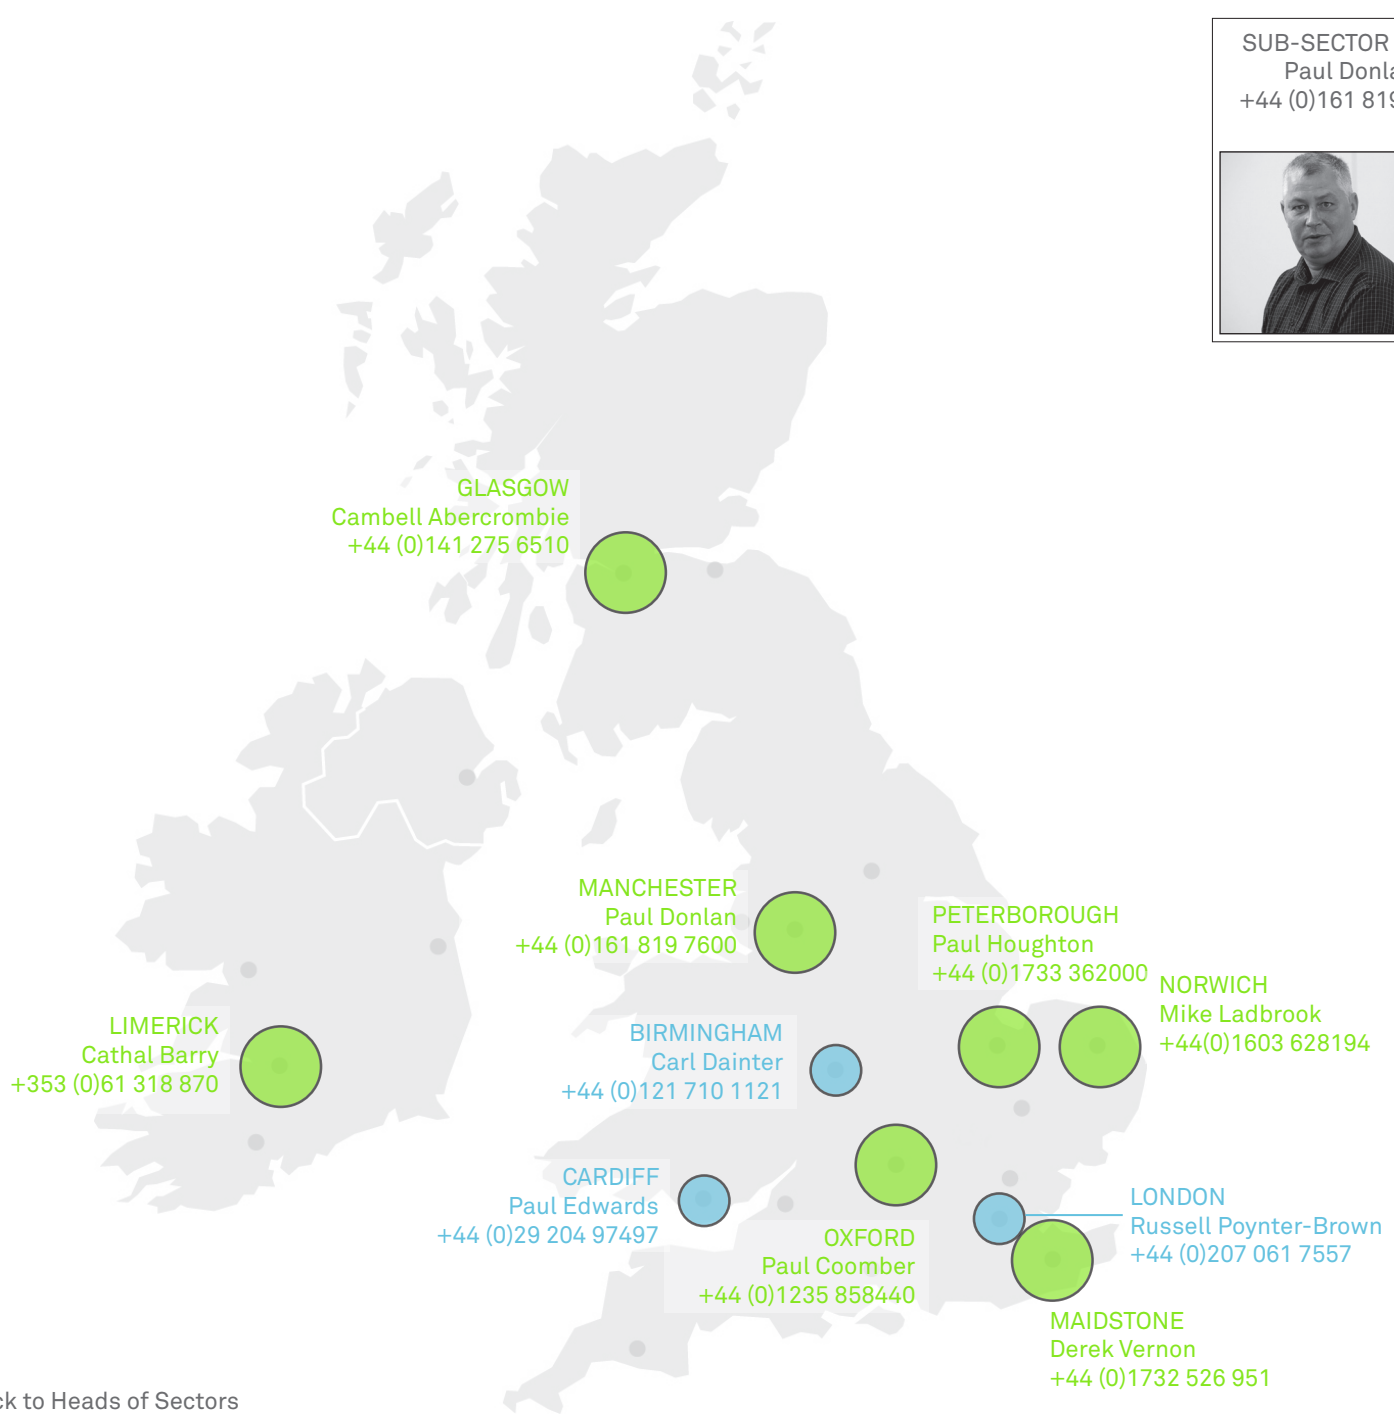 SUB-SECTOR
Paul
+44 (0)161
GLASGOW
Cambell Abercrombie
+44 (0)141 275 6510
MANCHESTER
Paul Donlan
+44 (0)161 819 7600
PETERBOROUGH
Paul Houghton
+44 (0)1733 362000
NORWICH
Mike Ladbrook
+44(0)1603 628194
LIMERICK
Cathal Barry
+353 (0)61 318 870
BIRMINGHAM
Carl Dainter
+44 (0)121 710 1121
CARDIFF
Paul Edwards
+44 (0)29 204 97497
OXFORD
Paul Coomber
+44 (0)1235 858440
LONDON
Russell Poynter-Brown
+44 (0)207 061 7557
MAIDSTONE
Derek Vernon
+44 (0)1732 526 951
to Heads of Sectors